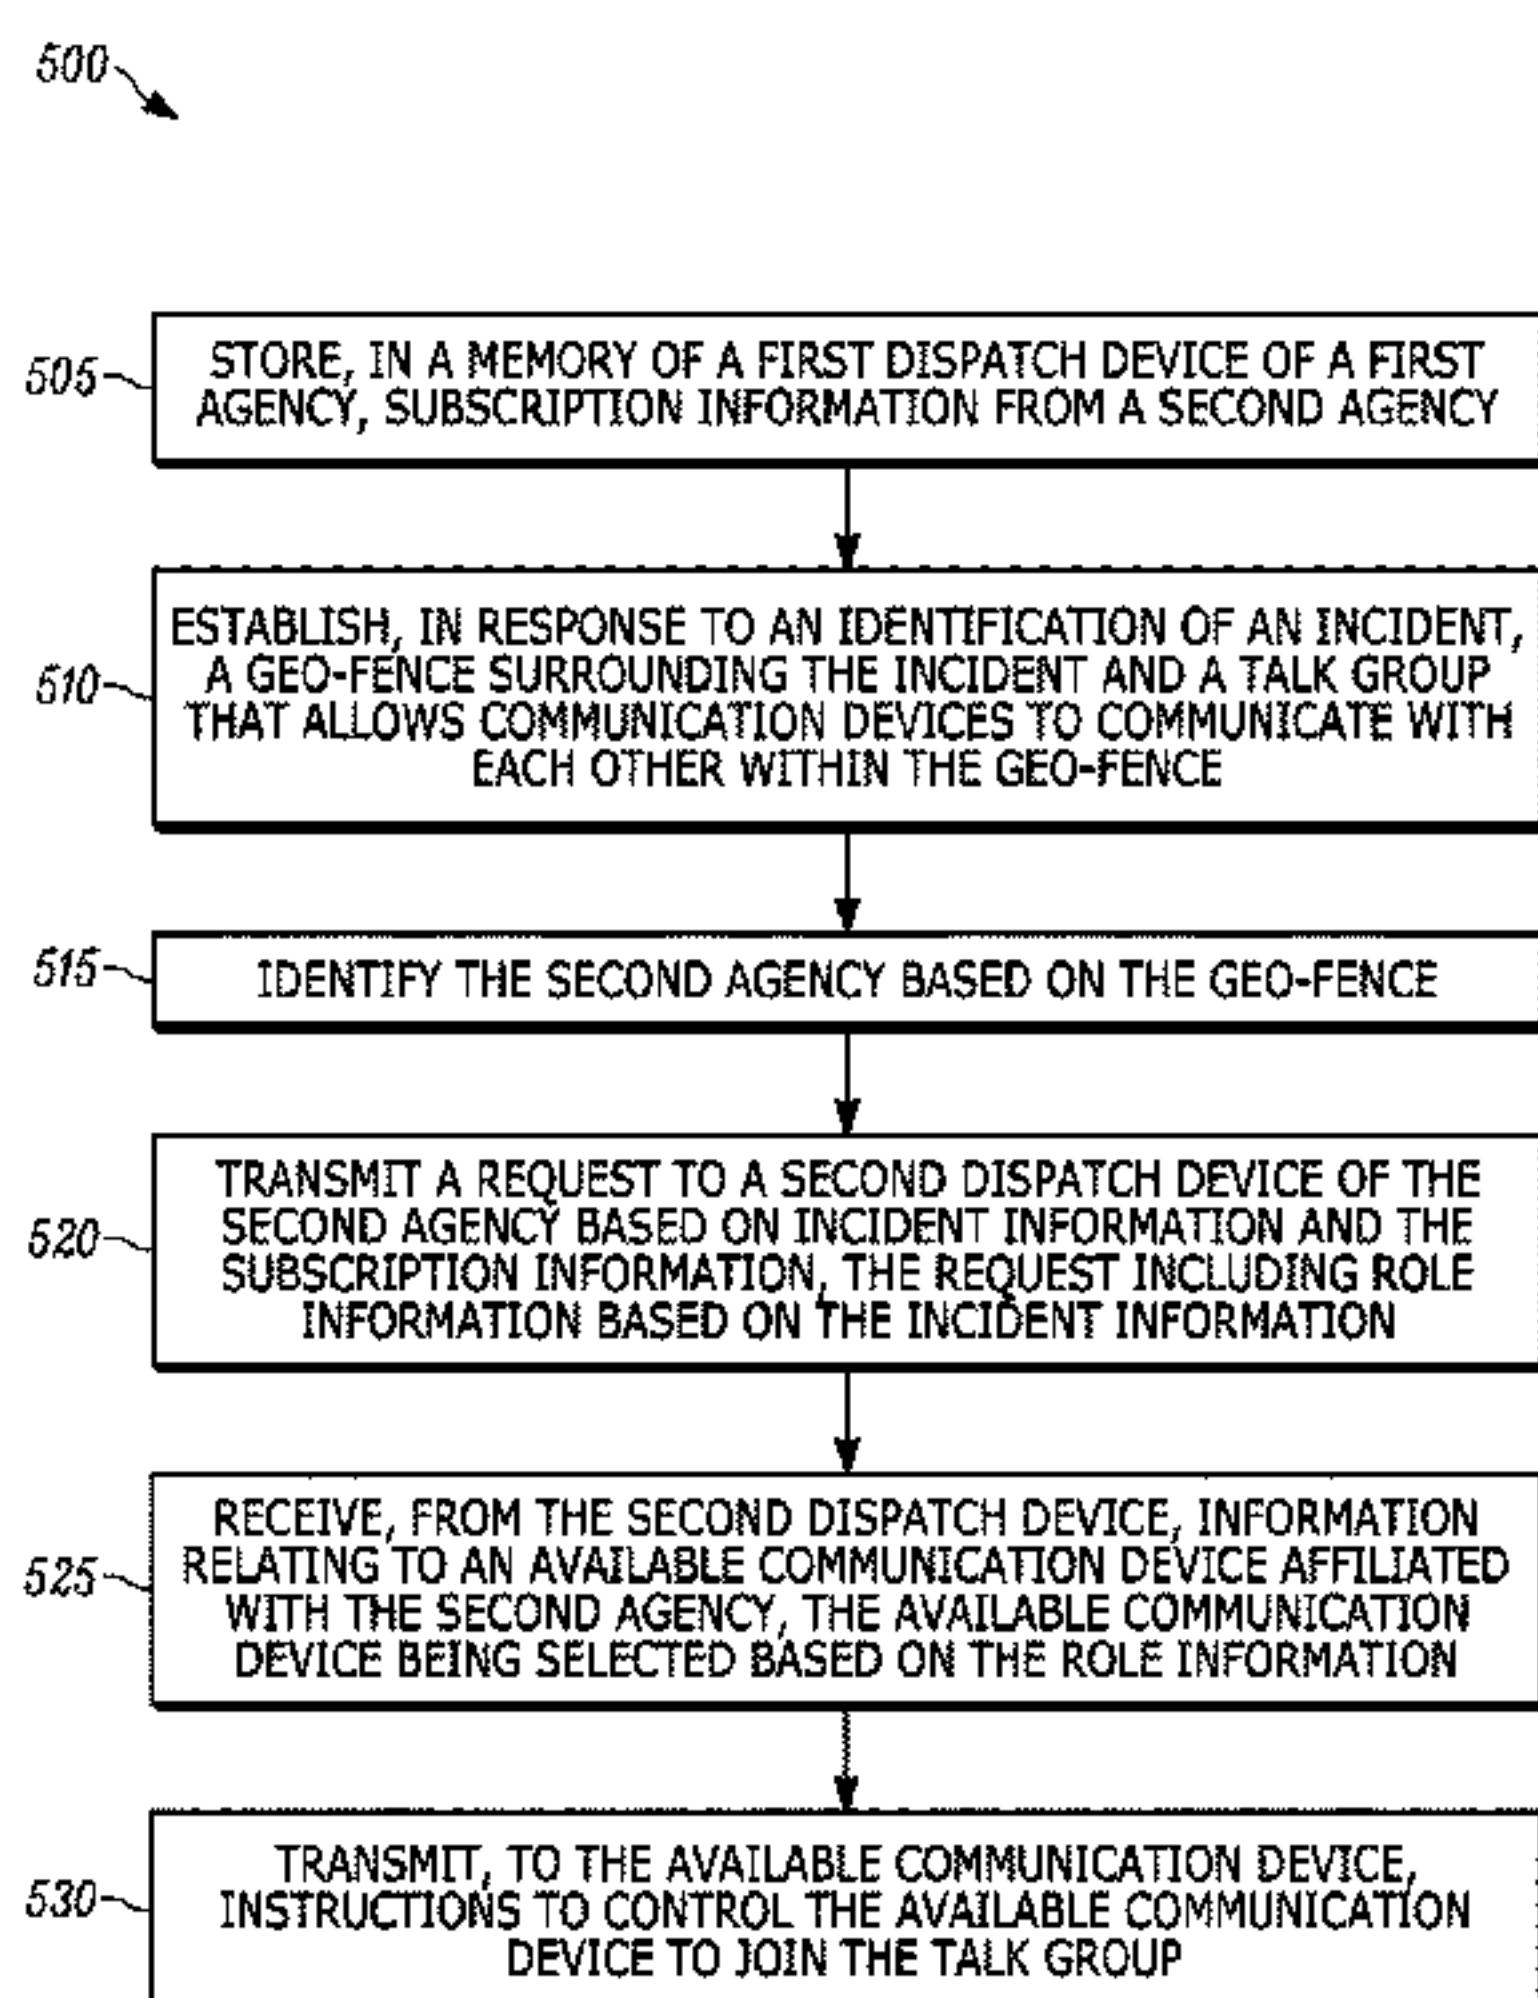 500
505
STORE, IN A MEMORY OF A FIRST DISPATCH DEVICE OF A FIRST
AGENCY, SUBSCRIPTION INFORMATION FROM A SECOND AGENCY
510
ESTABLISH, IN RESPONSE TO AN IDENTIFICATION OF AN INCIDENT,
A GEO-FENCE SURROUNDING THE INCIDENT AND A TALK GROUP
THAT ALLOWS COMMUNICATION DEVICES TO COMMUNICATE WITH
EACH OTHER WITHIN THE GEO-FENCE
515
IDENTIFY THE SECOND AGENCY BASED ON THE GEO-FENCE
520
TRANSMIT A REQUEST TO A SECOND DISPATCH DEVICE OF THE
SECOND AGENCY BASED ON INCIDENT INFORMATION AND THE
SUBSCRIPTION INFORMATION, THE REQUEST INCLUDING ROLE
INFORMATION BASED ON THE INCIDENT INFORMATION
525
RECEIVE, FROM THE SECOND DISPATCH DEVICE, INFORMATION
RELATING TO AN AVAILABLE COMMUNICATION DEVICE AFFILIATED
WITH THE SECOND AGENCY, THE AVAILABLE COMMUNICATION
DEVICE BEING SELECTED BASED ON THE ROLE INFORMATION
530
TRANSMIT, TO THE AVAILABLE COMMUNICATION DEVICE,
INSTRUCTIONS TO CONTROL THE AVAILABLE COMMUNICATION
DEVICE TO JOIN THE TALK GROUP